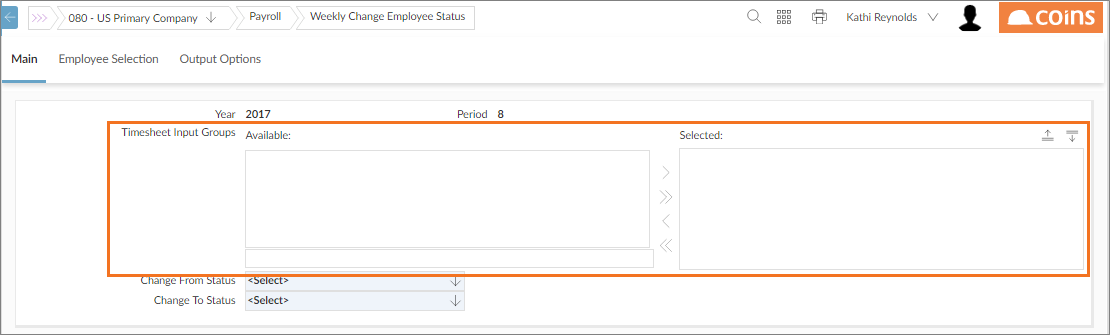 080 - US Primary Company Payroll Weekly Change Employee Status Kathi Reynolds coins
Main Employee Selection Output Options
Year 2017 Period 8
Timesheet Input Groups Available: Selected:
Change From Status <Select>
Change To Status <Select>